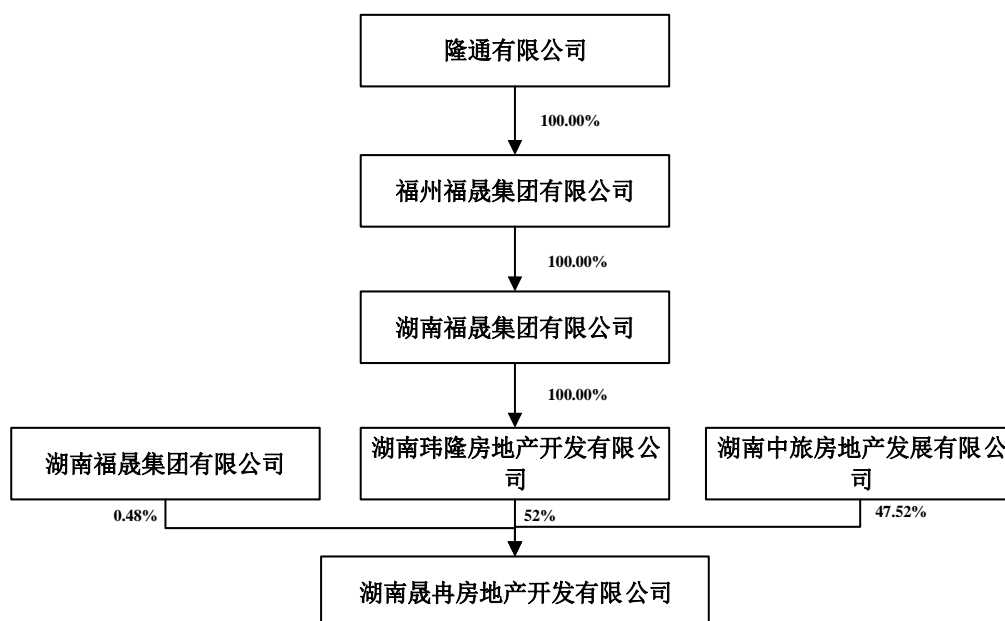 隆通有限公司
100.00%
福州福晟集团有限公司
100.00%
湖南福晟集团有限公司
100.00%
湖南福晟集团有限公司
湖南玮隆房地产开发有限公
司
湖南中旅房地产发展有限公
司
0.48%
52%
47.52%
湖南晟冉房地产开发有限公司